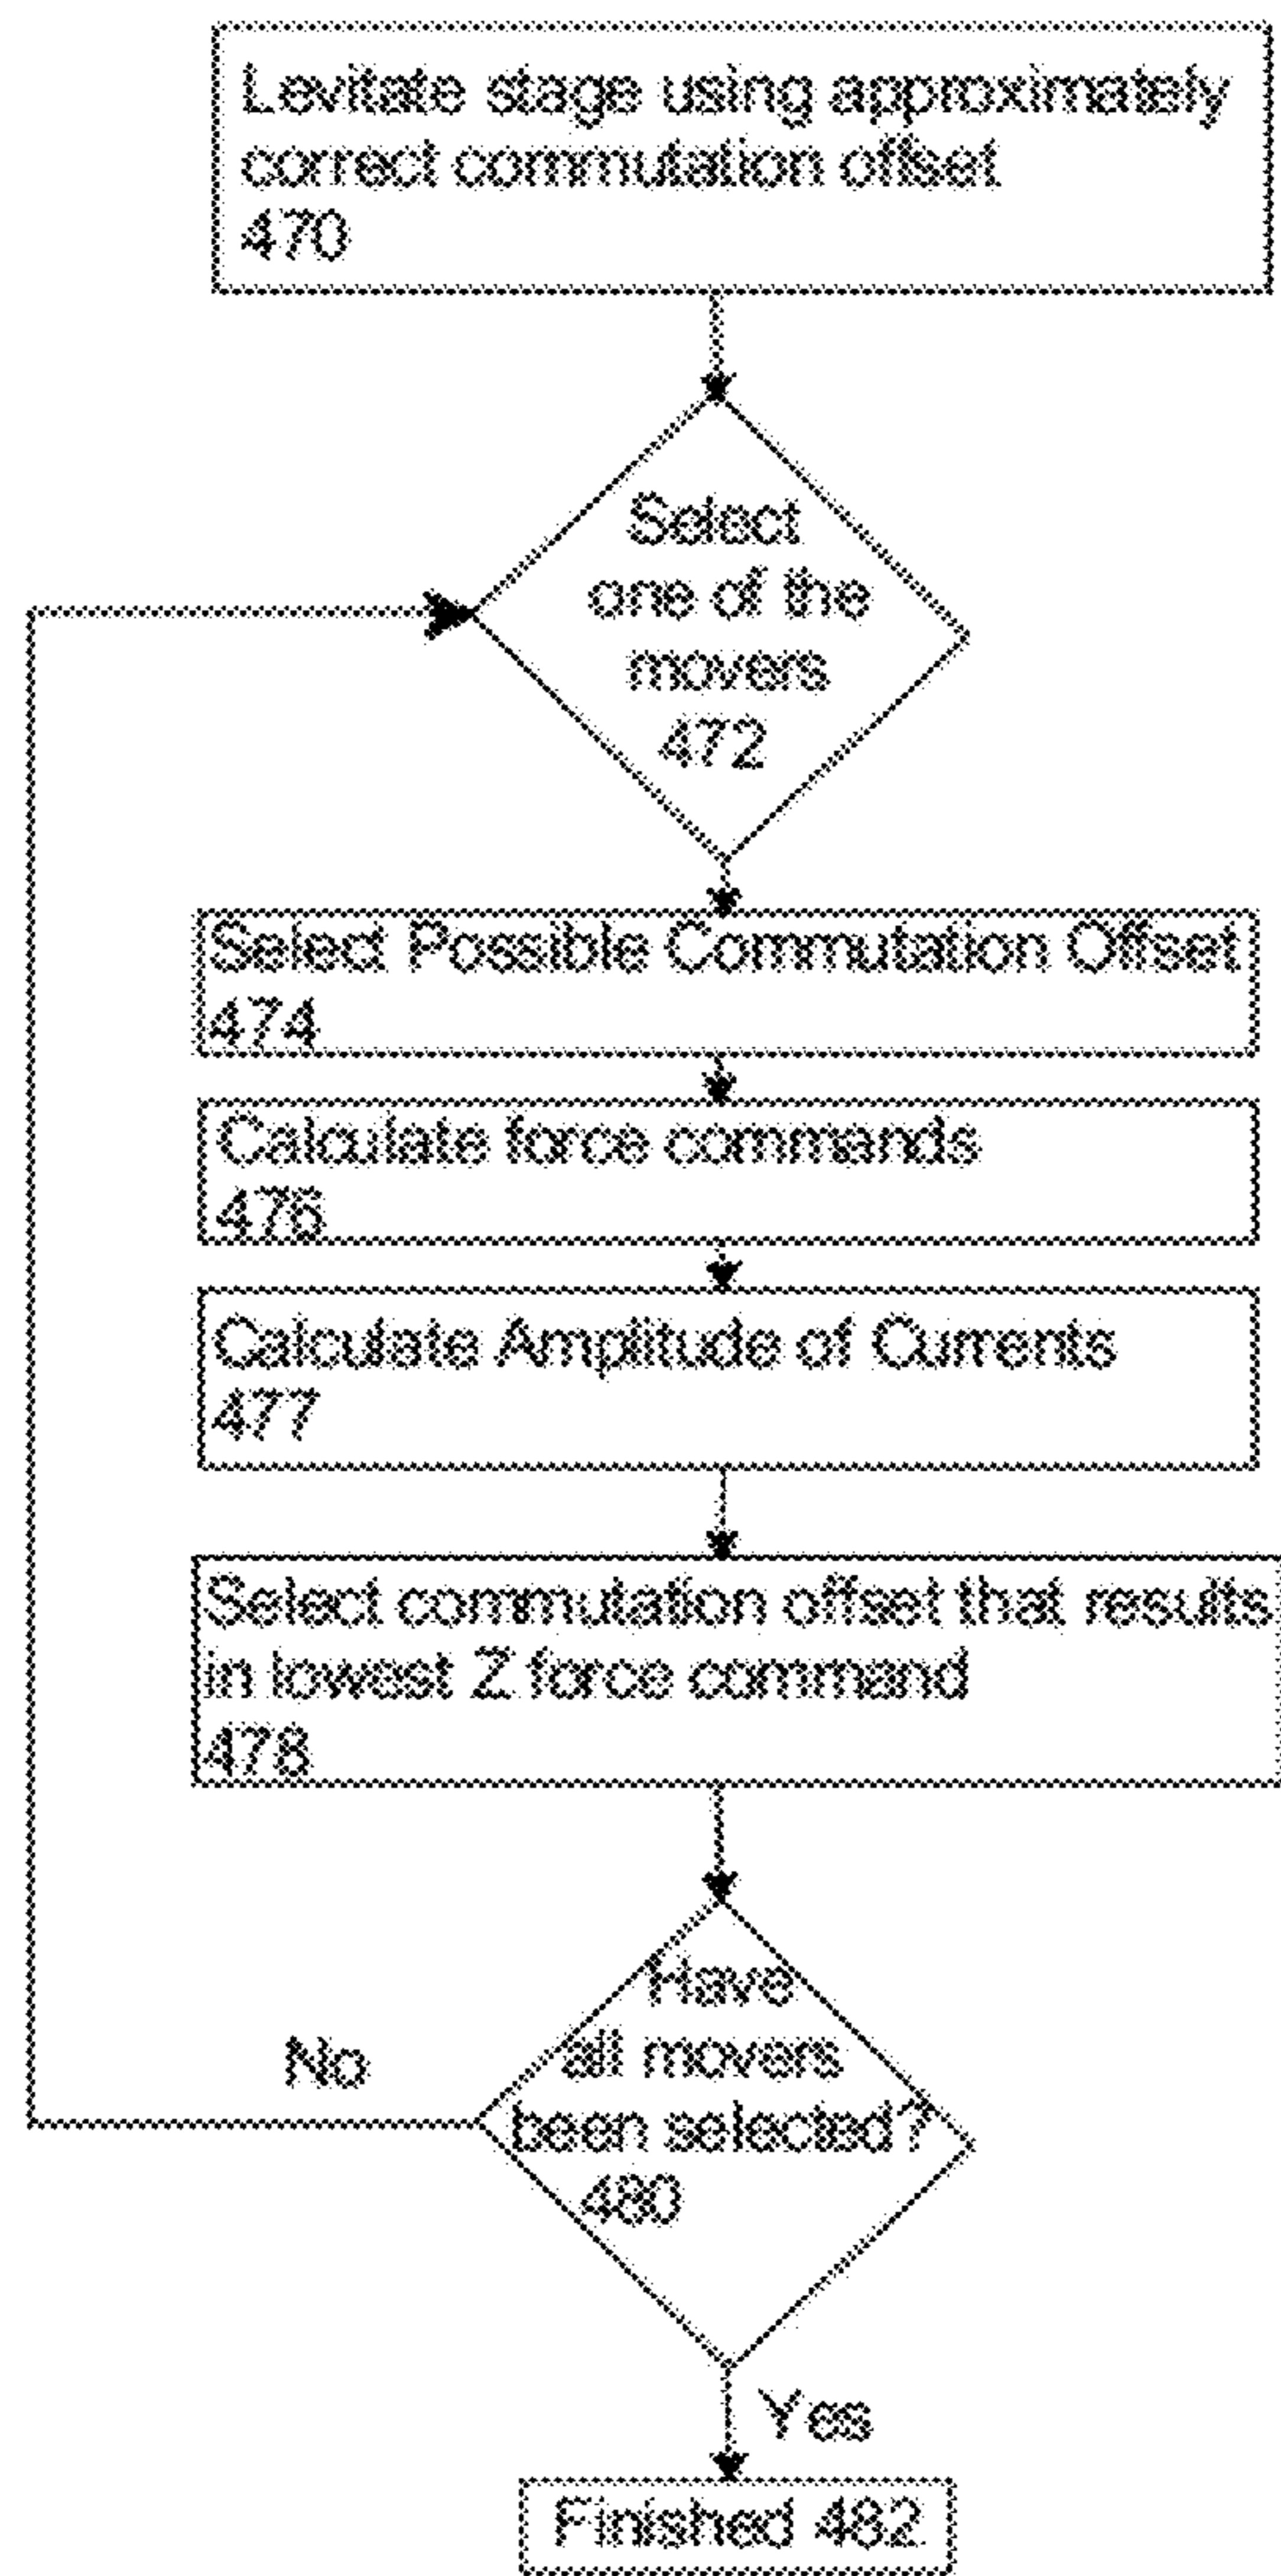 Levitate stage using approximately
correct commutation offset
470
Select
one of the
movers
472
Select Possible Commutation Offset
474
Calculate force commands
476
Calculate Amplitude of Currents
477
Select commutation offset that results
in lowest Z force command
478
Have
all movers
been selected?
480
No
Yes
Finished 482